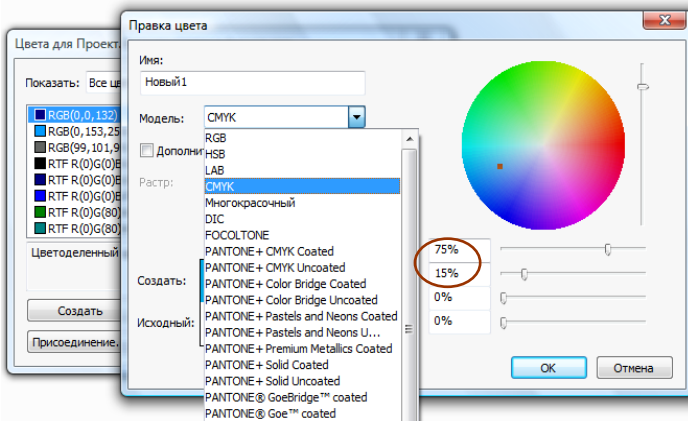 Правка цвета
Цвета для Проект
Имя:
Новый1
Показать: Все цв
Модель: CMYK
RGB(0,0,132)
RGB(0,153,25
RGB(99,101,9
RTF R(0)G(0)B
RTF R(0)G(0)B
RTF R(0)G(0)B
RTF R(0)G(80)
RTF R(0)G(80)
Дополни
Растр:
RGB
HSB
LAB
CMYK
Многокрасочный
DIC
FOCOLTONE
PANTONE+ CMYK Coated
PANTONE+ CMYK Uncoated
PANTONE+ Color Bridge Coated
PANTONE+ Color Bridge Uncoated
PANTONE+ Pastels and Neons Coated
PANTONE+ Pastels and Neons U...
PANTONE+ Premium Metallics Coated
PANTONE+ Solid Coated
PANTONE+ Solid Uncoated
PANTONE® GoeBridge™ coated
PANTONE® Goe™ coated
Цветоделенный
Создать
Присоединение.
Создать:
Исходный:
75%
15%
0%
0%
OK
Отмена